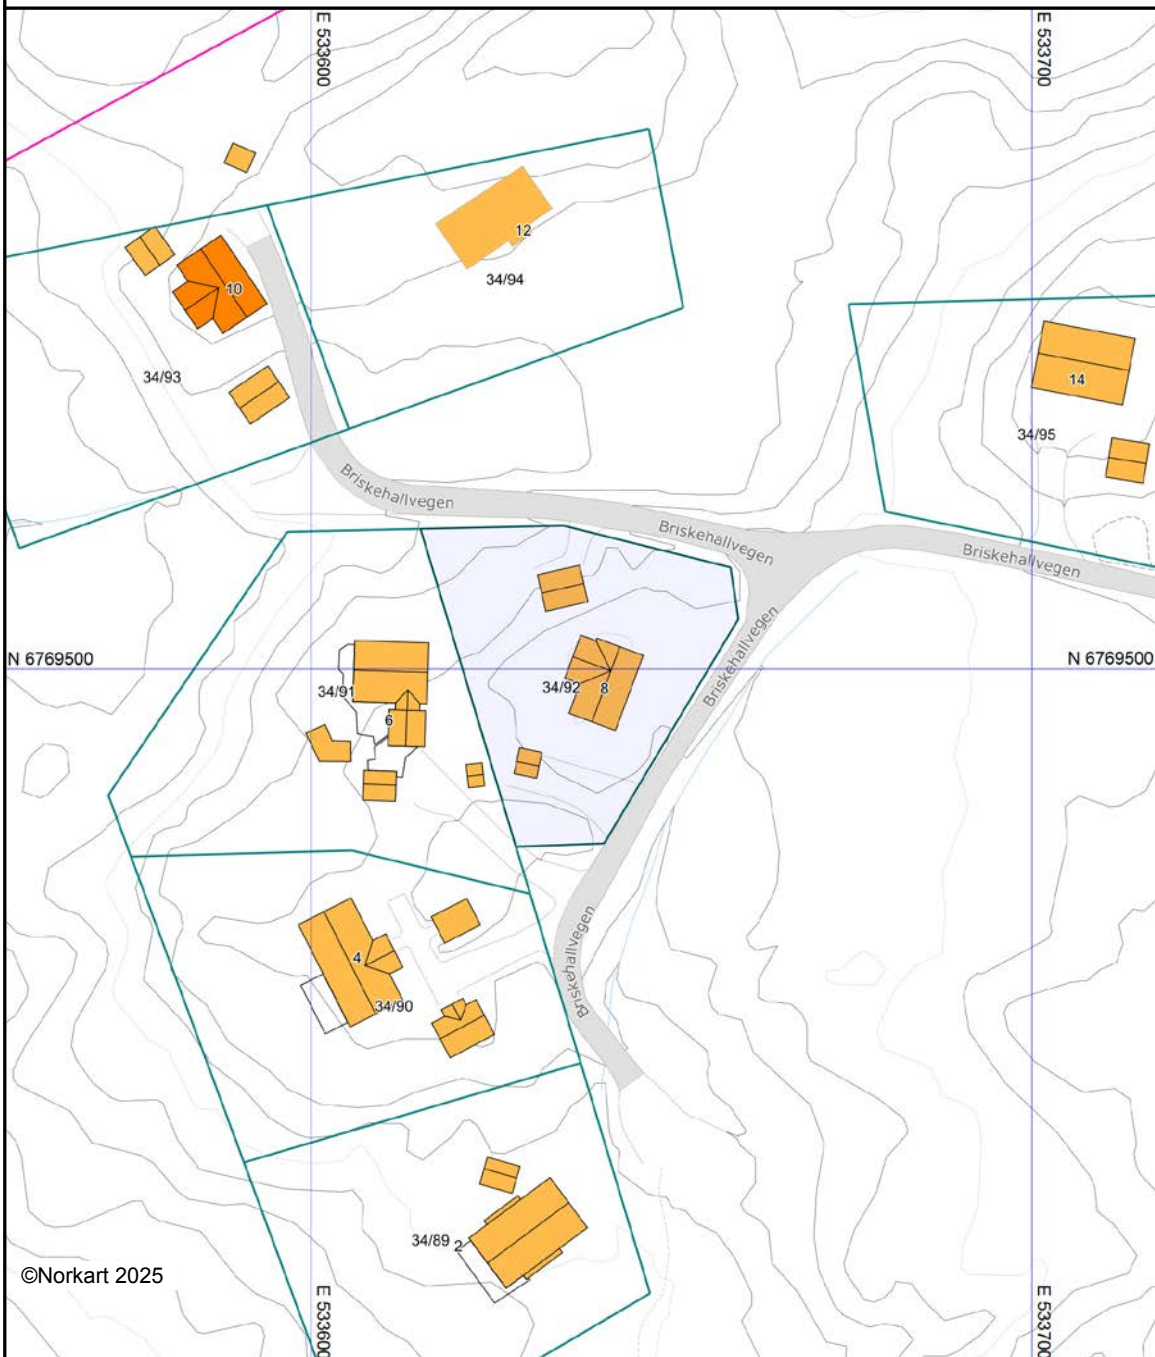 E 533600
E 533700
12
34/94
10
34/93
14
34/95
Briskehallvegen
Briskehallvegen
Briskehallvegen
N 6769500
N 6769500
34/91
34/92
8
6
Briskehallvegen
4
34/90
Briskehallvegen
34/89
2
©Norkart 2025
E 533600
E 533700